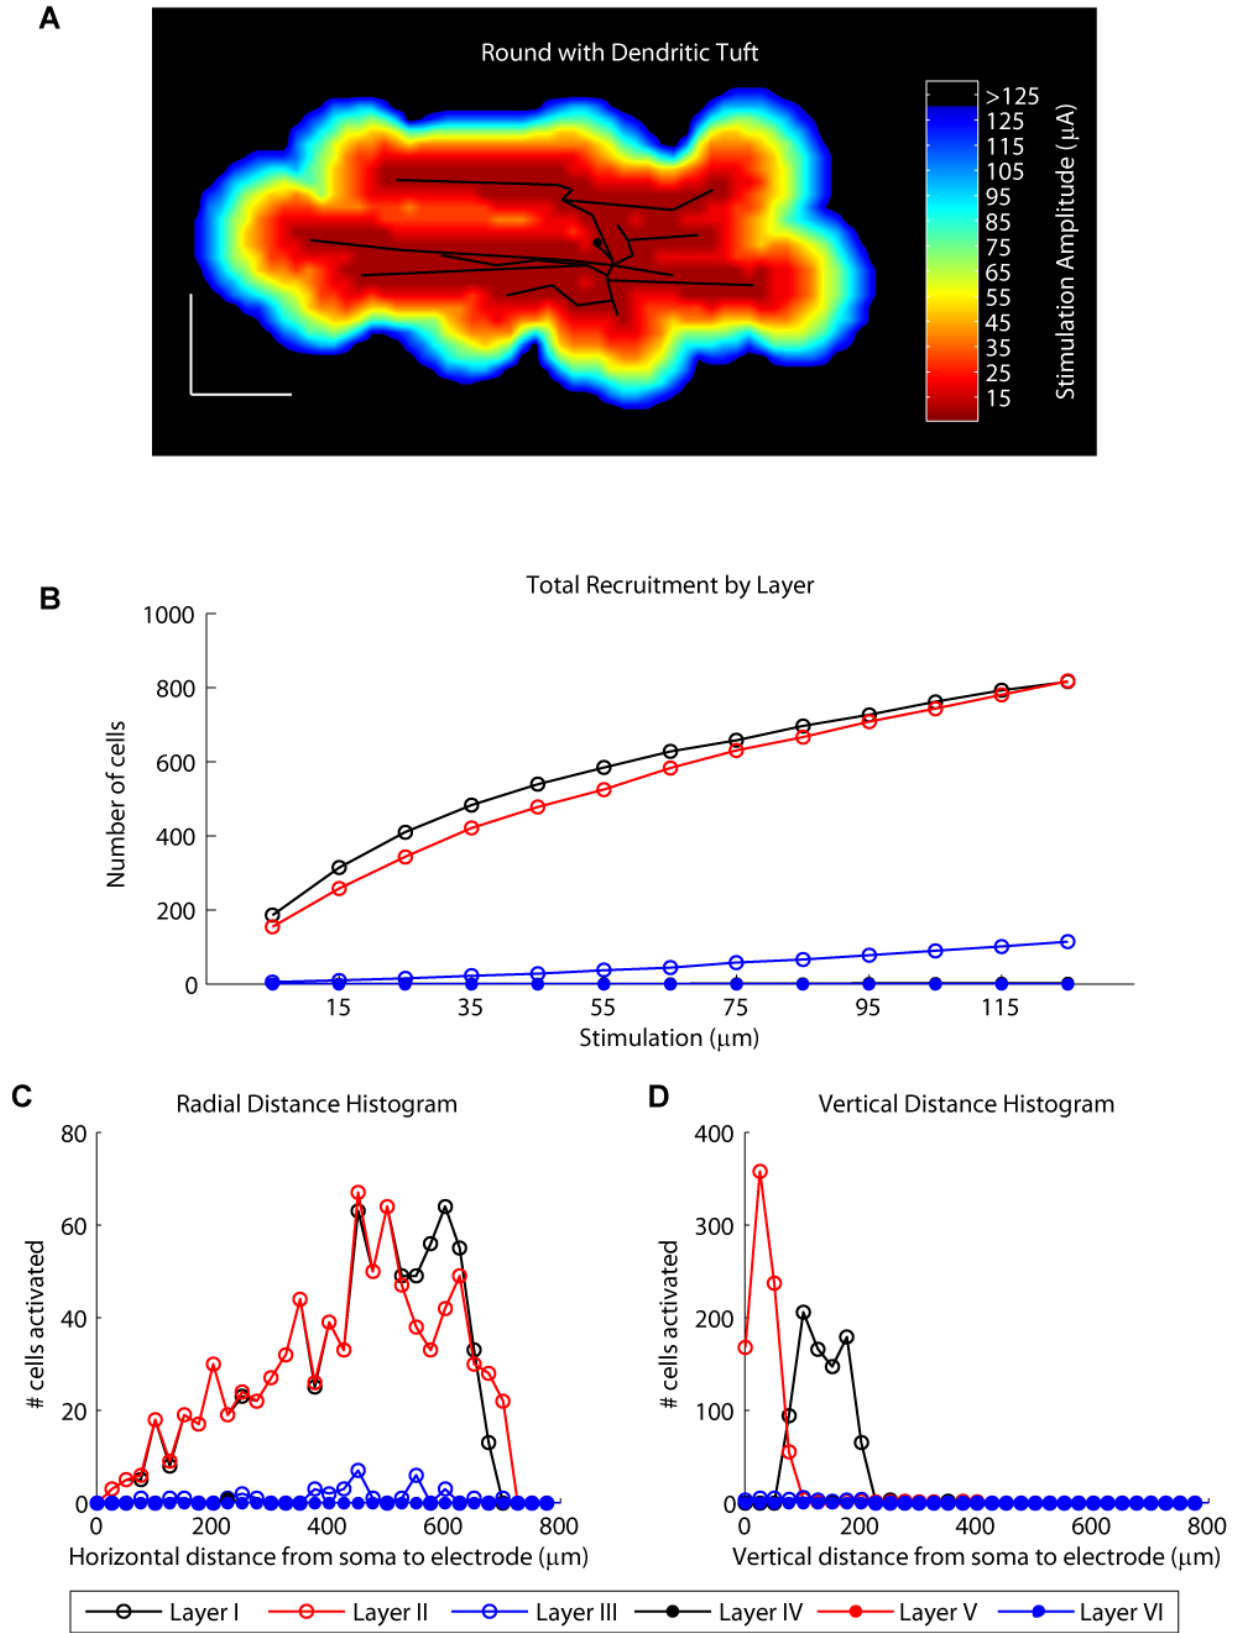 A
Round with Dendritic Tuft
>125
125
115
105
95
85
75
65
55
45
35
25
15
Stimulation Amplitude (μA)
B
Total Recruitment by Layer
1000
800
600
400
200
0
Number of cells
15 35 55 75 95 115
Stimulation (μm)
C
Radial Distance Histogram
80
60
40
20
0
# cells activated
0 200 400 600 800
Horizontal distance from soma to electrode (μm)
D
Vertical Distance Histogram
400
300
200
100
0
# cells activated
0 200 400 600 800
Vertical distance from soma to electrode (μm)
Layer I Layer II Layer III Layer IV Layer V Layer VI